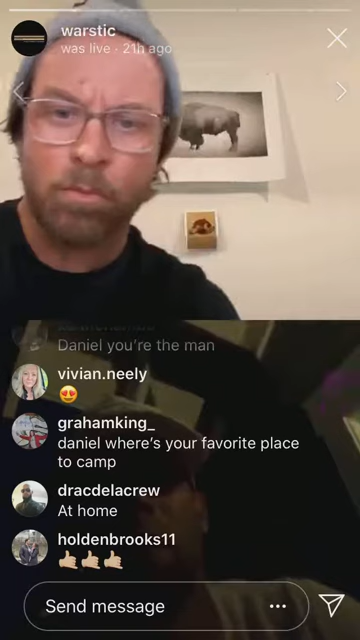 warstic
was live · 21h ago
Daniel you're the man
vivian.neely
😍
grahamking_
daniel where's your favorite place
to camp
dracdelacrew
At home
holdenbrooks11
🤙🏼🤙🏼🤙🏼
Send message